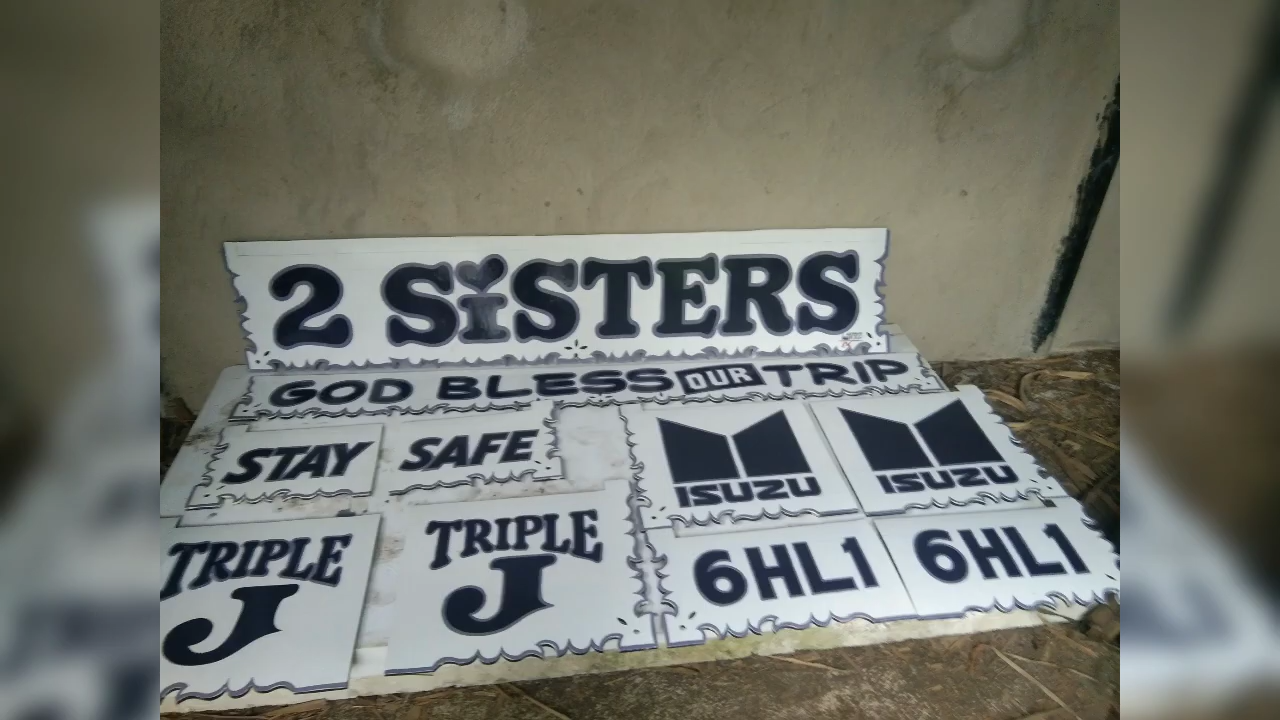 2 SiSTERS
GOD BLESS OUR TRIP
STAY
SAFE
ISUZU
ISUZU
TRIPLE
J
TRIPLE
J
6HL1
6HL1